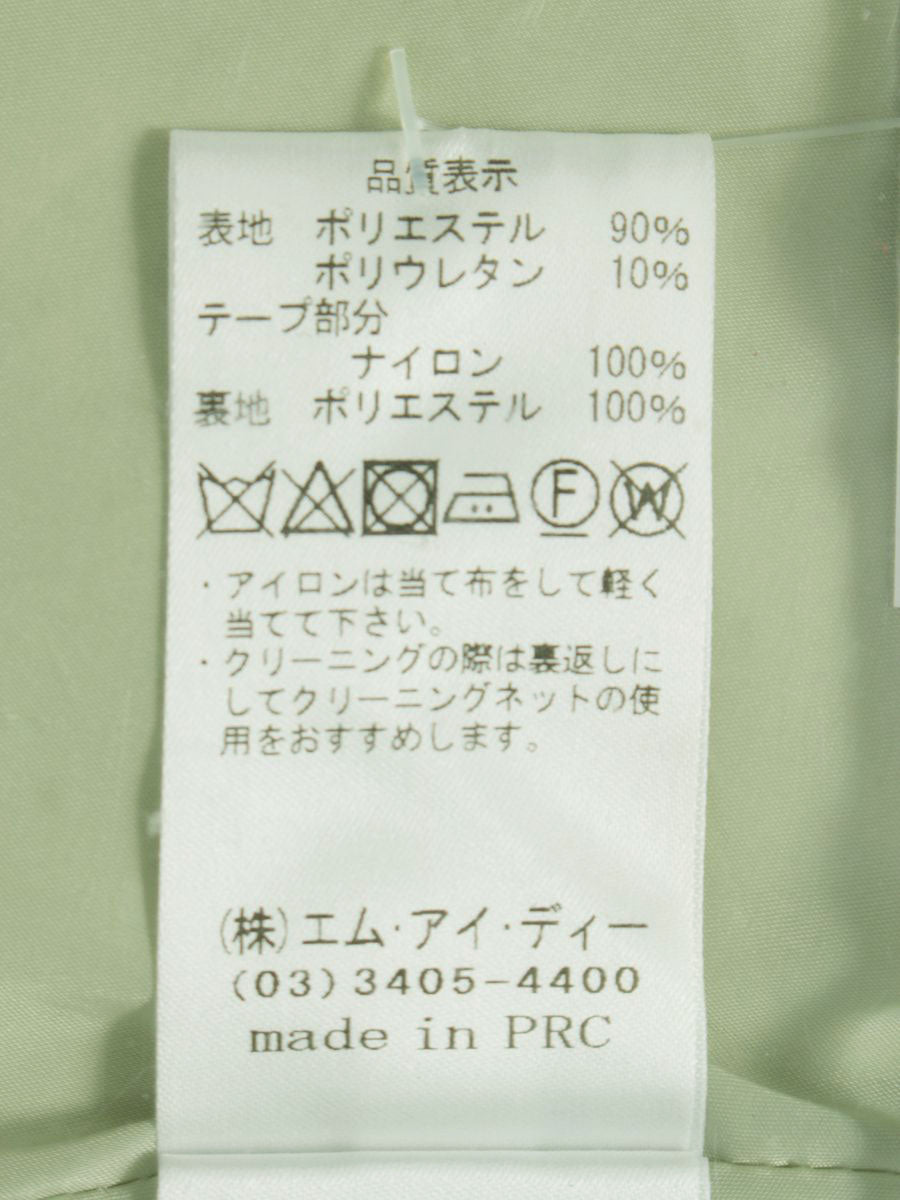 品質表示
表地 ポリエステル 90%
ポリウレタン 10%
テープ部分
ナイロン 100%
裏地 ポリエステル 100%
F W
・アイロンは当て布をして軽く
当てて下さい。
・クリーニングの際は裏返しに
してクリーニングネットの使
用をおすすめします。
(株)エム・アイ・ディー
(03)3405-4400
made in PRC